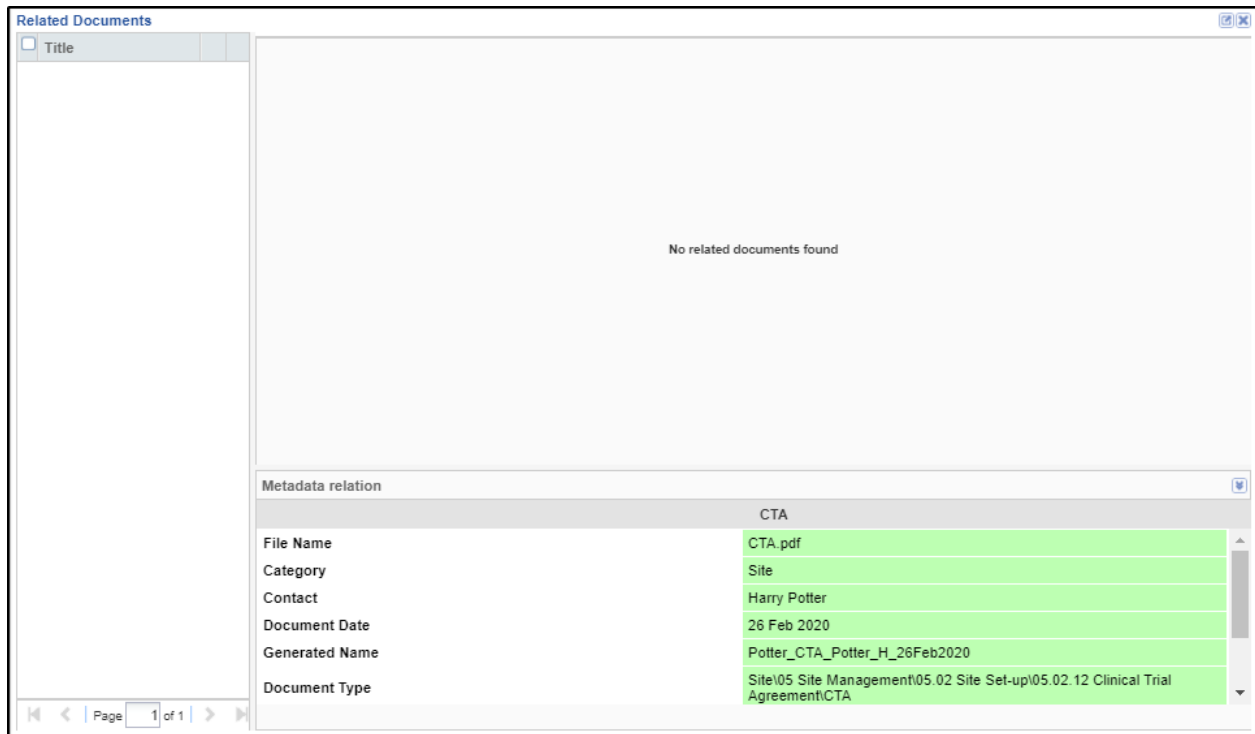 Related Documents
Title
No related documents found
Metadada relation
CTA
File Name CTA.pdf
Category Site
Contact Harry Potter
Document Date 26 Feb 2020
Generated Name Potter_CTA_Potter_H_26Feb2020
Document Type Site\05 Site Management\05.02 Site Set-up\05.02.12 Clinical Trial
Agreement\CTA
Page 1 of 1